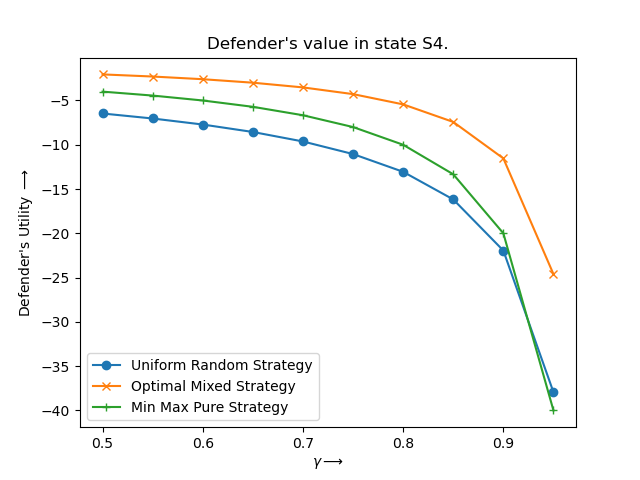 Defender's value in state S4.
Defender's Utility ⟶
−5
−10
−15
−20
−25
−30
−35
−40
Uniform Random Strategy
Optimal Mixed Strategy
Min Max Pure Strategy
0.5 0.6 0.7 0.8 0.9
γ ⟶